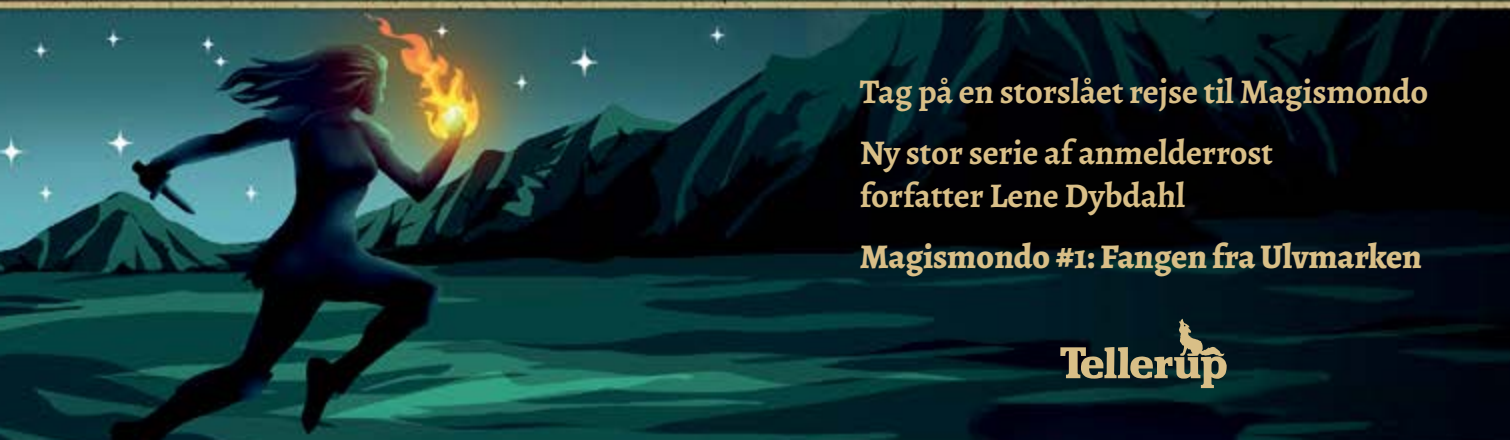 Tag på en storslået rejse til Magismondo
Ny stor serie af anmelderrost
forfatter Lene Dybdahl
Magismondo #1: Fangen fra Ulvmarken
Tellerup